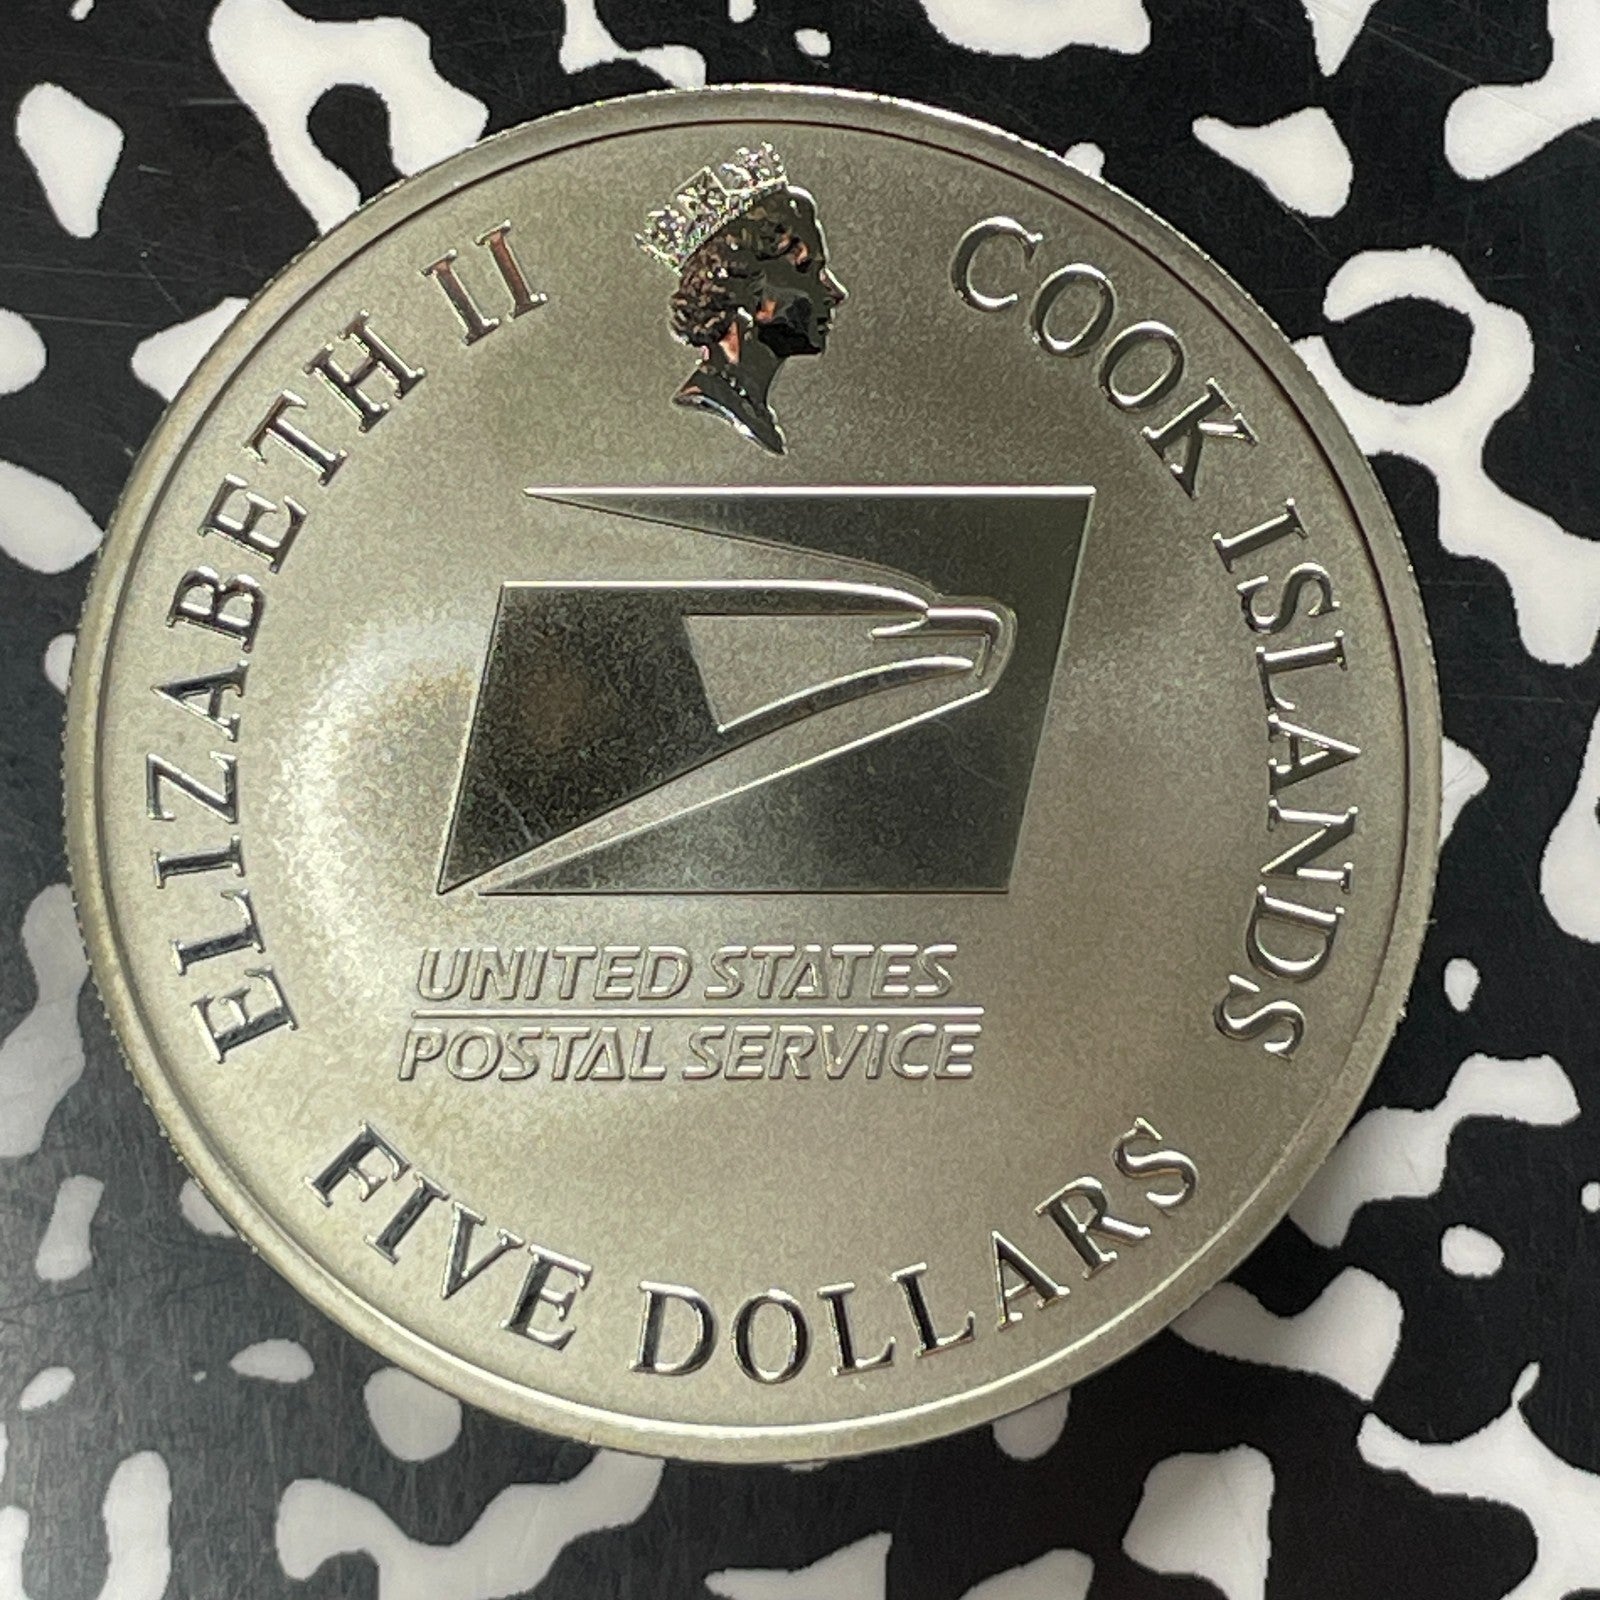 ELIZABETH II
COOK ISLANDS
UNITED STATES
POSTAL SERVICE
FIVE DOLLARS